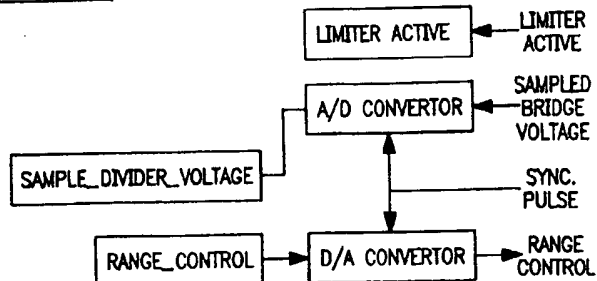 LIMITER ACTIVE
LIMITER
ACTIVE
A/D CONVERTOR
SAMPLED
BRIDGE
VOLTAGE
SAMPLE_DIVIDER_VOLTAGE
SYNC.
PULSE
RANGE_CONTROL
D/A CONVERTOR
RANGE
CONTROL